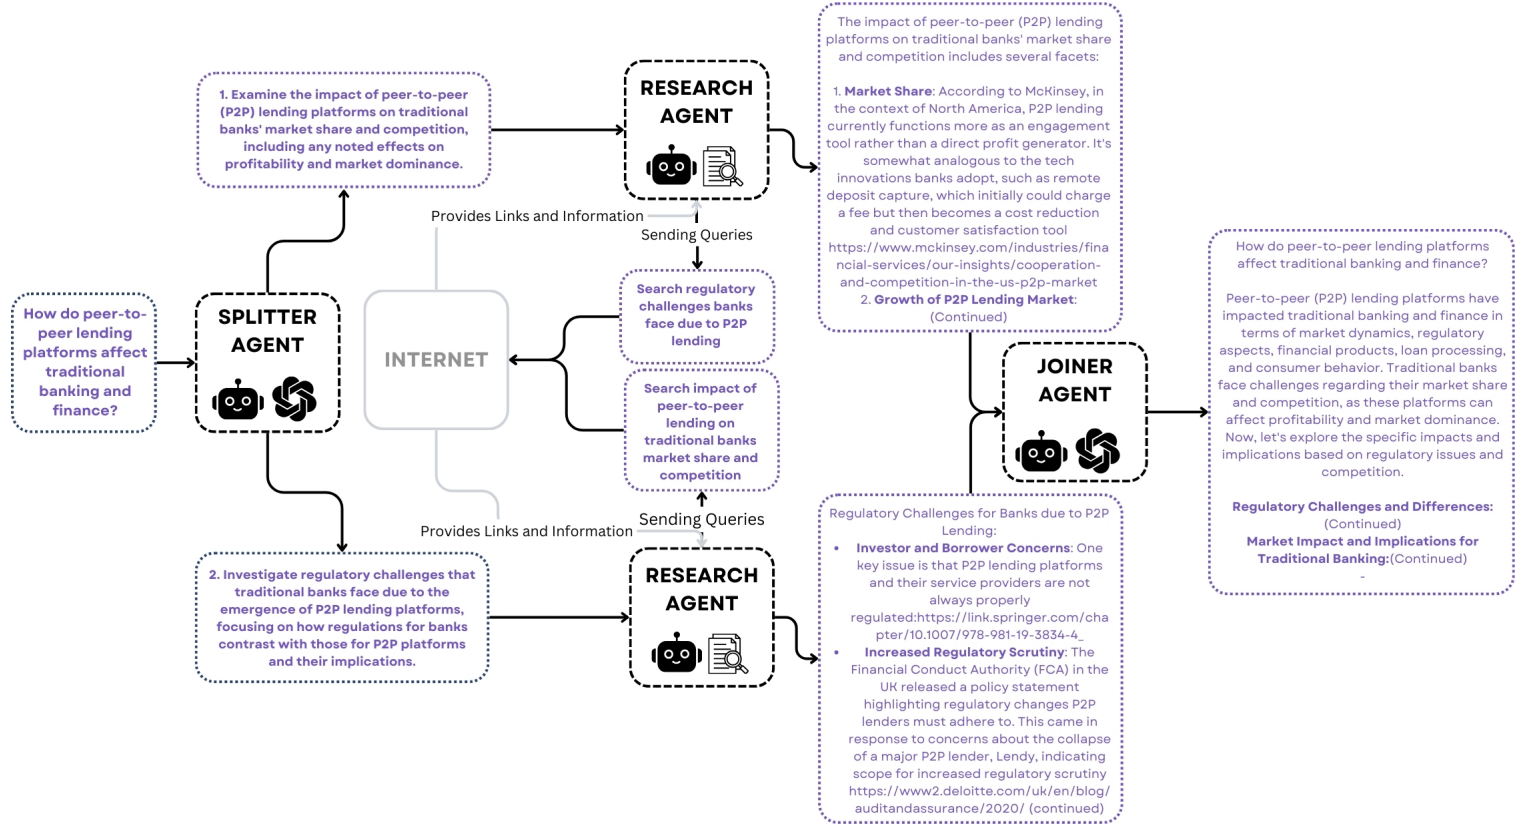 How do peer-to-
peer lending
platforms affect
traditional
banking and
finance?
SPLITTER
AGENT
1. Examine the impact of peer-to-peer
(P2P) lending platforms on traditional
banks' market share and competition,
including any noted effects on
profitability and market dominance.
2. Investigate regulatory challenges that
traditional banks face due to the
emergence of P2P lending platforms,
focusing on how regulations for banks
contrast with those for P2P platforms
and their implications.
RESEARCH
AGENT
Provides Links and Information
Sending Queries
INTERNET
Search regulatory
challenges banks
face due to P2P
lending
Search impact of
peer-to-peer
lending on
traditional banks
market share and
competition
Sending Queries
Provides Links and Information
RESEARCH
AGENT
The impact of peer-to-peer (P2P) lending
platforms on traditional banks' market share
and competition includes several facets:
1. Market Share: According to McKinsey, in
the context of North America, P2P lending
currently functions more as an engagement
tool rather than a direct profit generator. It's
somewhat analogous to the tech
innovations banks adopt, such as remote
deposit capture, which initially could charge
a fee but then becomes a cost reduction
and customer satisfaction tool
https://www.mckinsey.com/industries/fina
ncial-services/our-insights/cooperation-
and-competition-in-the-us-p2p-market
2. Growth of P2P Lending Market:
(Continued)
Regulatory Challenges for Banks due to P2P
Lending:
• Investor and Borrower Concerns: One
key issue is that P2P lending platforms
and their service providers are not
always properly
regulated:https://link.springer.com/cha
pter/10.1007/978-981-19-3834-4_
• Increased Regulatory Scrutiny: The
Financial Conduct Authority (FCA) in the
UK released a policy statement
highlighting regulatory changes P2P
lenders must adhere to. This came in
response to concerns about the collapse
of a major P2P lender, Lendy, indicating
scope for increased regulatory scrutiny
https://www2.deloitte.com/uk/en/blog/
auditandassurance/2020/ (continued)
JOINER
AGENT
How do peer-to-peer lending platforms
affect traditional banking and finance?
Peer-to-peer (P2P) lending platforms have
impacted traditional banking and finance in
terms of market dynamics, regulatory
aspects, financial products, loan processing,
and consumer behavior. Traditional banks
face challenges regarding their market share
and competition, as these platforms can
affect profitability and market dominance.
Now, let's explore the specific impacts and
implications based on regulatory issues and
competition.
Regulatory Challenges and Differences:
(Continued)
Market Impact and Implications for
Traditional Banking:(Continued)
-